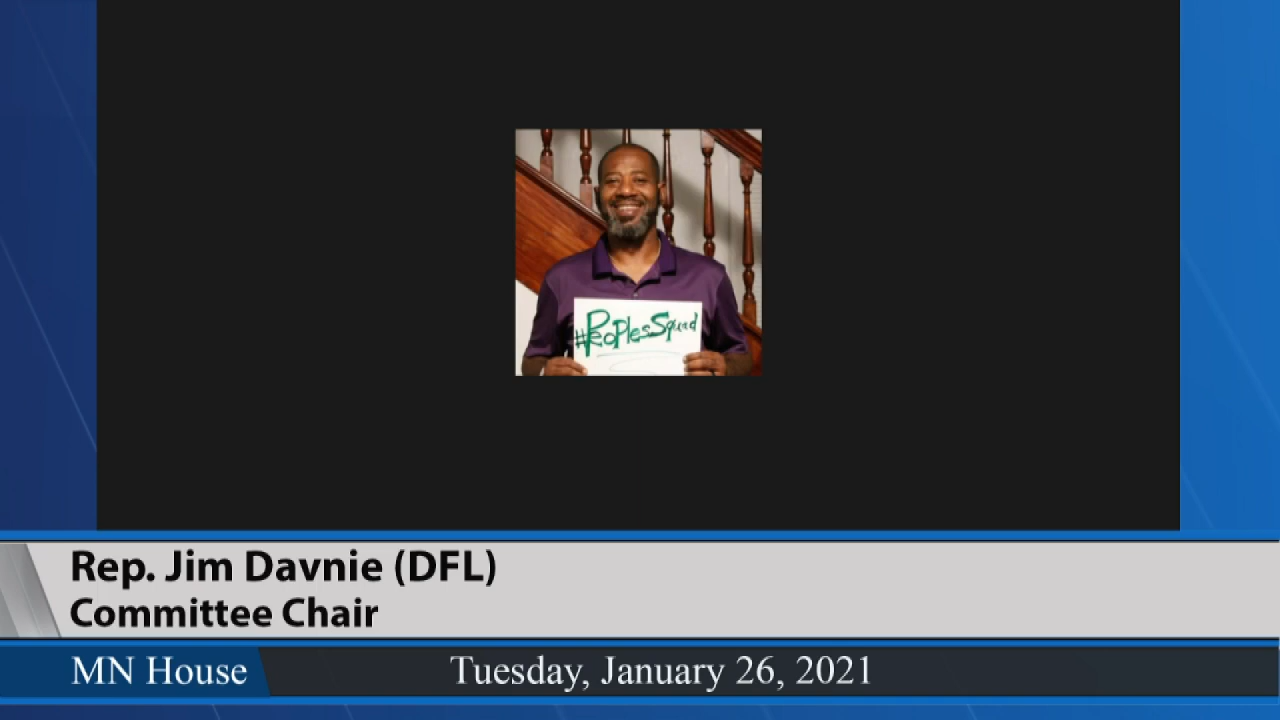 #PeoplesSquad
Rep. Jim Davnie (DFL)
Committee Chair
MN House
Tuesday, January 26, 2021